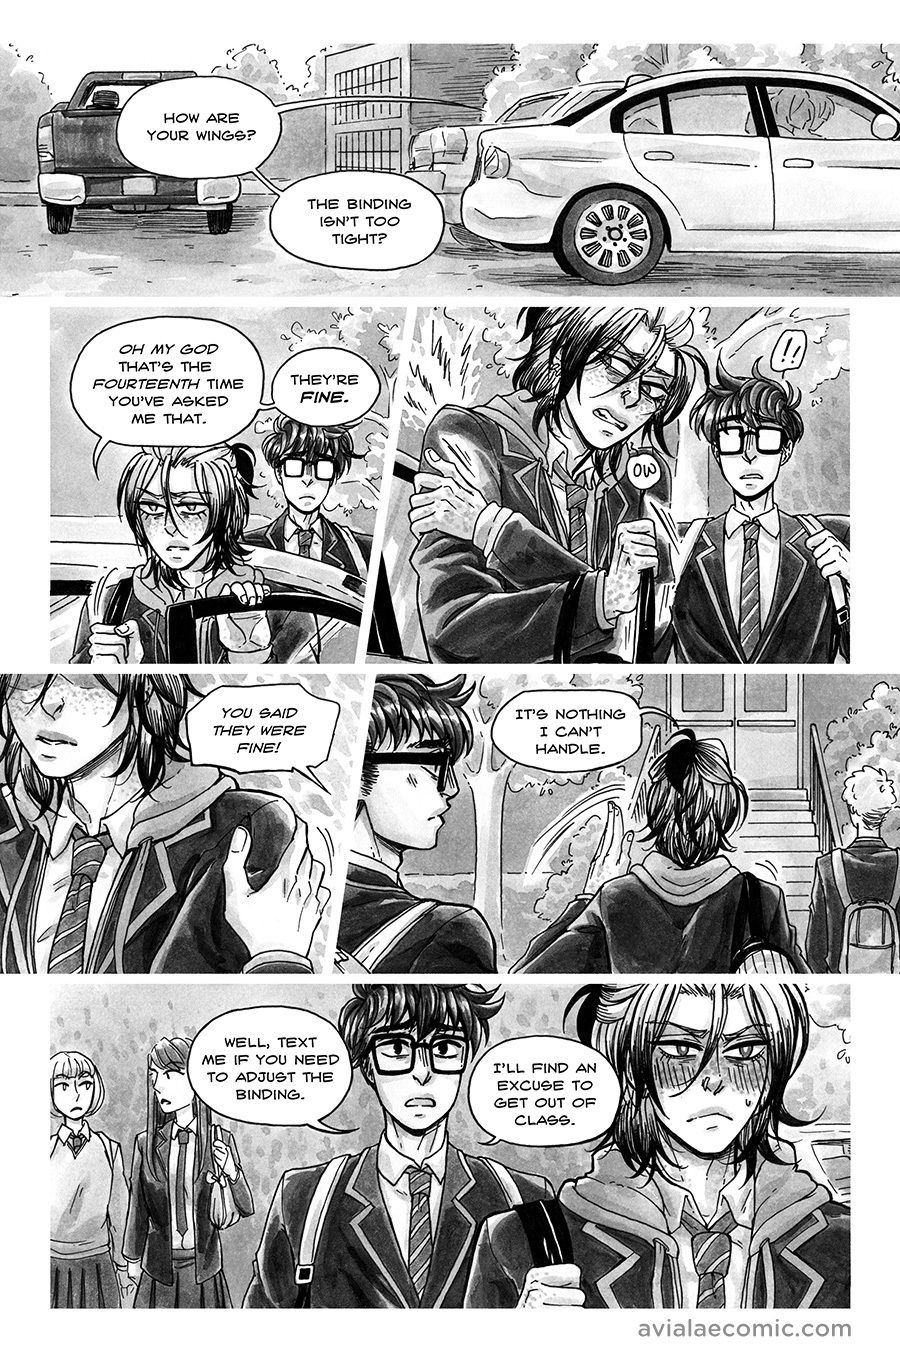 HOW ARE
YOUR WINGS?
THE BINDING
ISN'T TOO
TIGHT?
OH MY GOD
THAT'S THE
FOURTEENTH TIME
YOU'VE ASKED
ME THAT.
THEY'RE
FINE.
OW
!!
YOU SAID
THEY WERE
FINE!
IT'S NOTHING
I CAN'T
HANDLE.
WELL, TEXT
ME IF YOU NEED
TO ADJUST THE
BINDING.
I'LL FIND AN
EXCUSE TO
GET OUT OF
CLASS.
avialaecomic.com